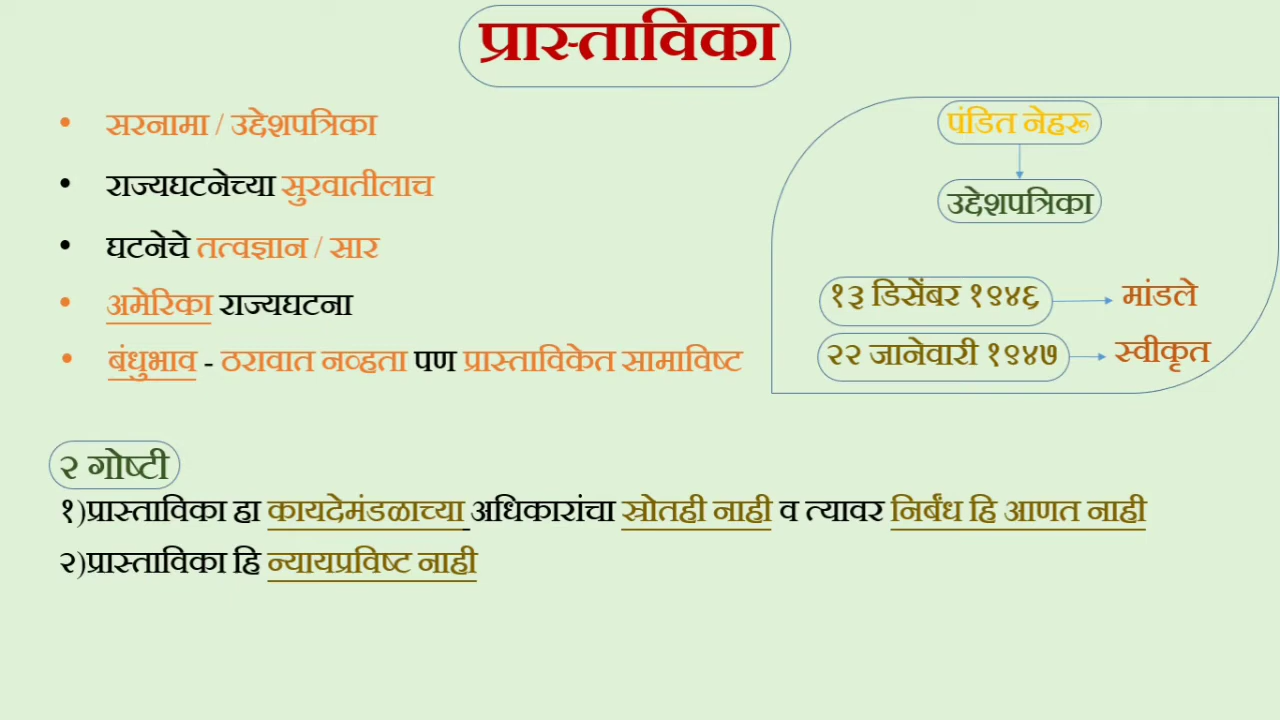 प्रास्ताविका
• सरनामा / उद्देशपत्रिका
• राज्यघटनेच्या सुरवातीलाच
• घटनेचे तत्वज्ञान / सार
• अमेरिका राज्यघटना
• बंधुभाव - ठरावात नव्हता पण प्रास्ताविकेत सामाविष्ट
पंडित नेहरू
उद्देशपत्रिका
१३ डिसेंबर १९४६ → मांडले
२२ जानेवारी १९४७ → स्वीकृत
२ गोष्टी
१)प्रास्ताविका हा कायदेमंडळाच्या अधिकारांचा स्रोतही नाही व त्यावर निर्बंध हि आणत नाही
२)प्रास्ताविका हि न्यायप्रविष्ट नाही